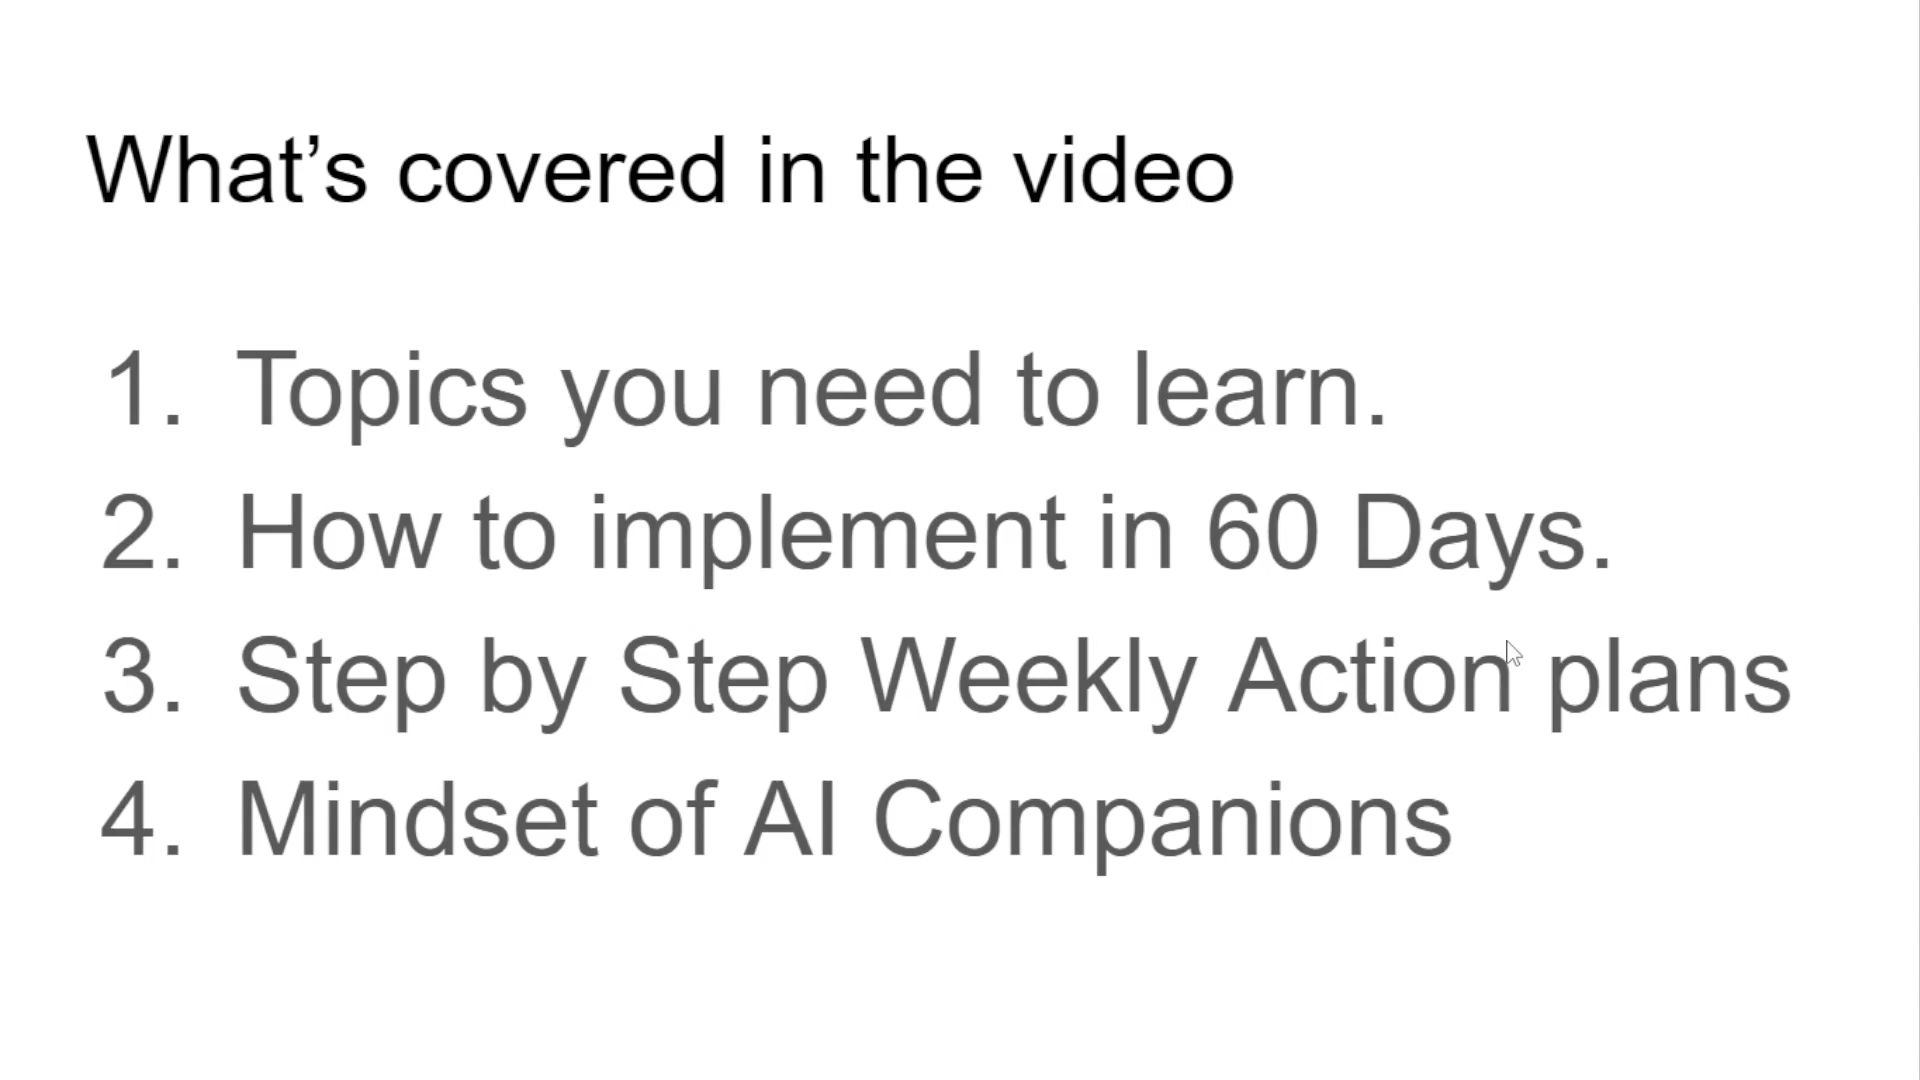 What’s covered in the video
1. Topics you need to learn.
2. How to implement in 60 Days.
3. Step by Step Weekly Action plans
4. Mindset of AI Companions